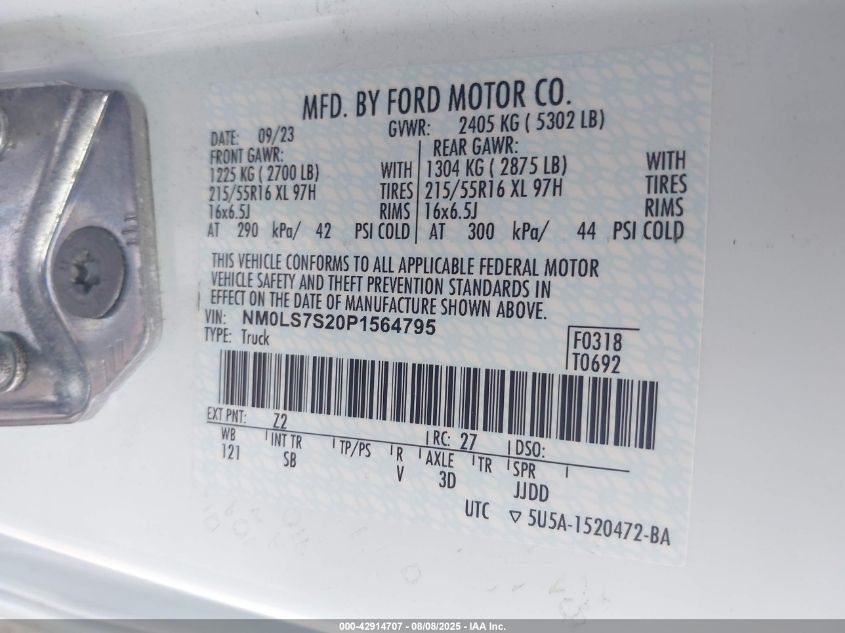 MFD. BY FORD MOTOR CO.
DATE: 09/23 GVWR: 2405 KG ( 5302 LB)
FRONT GAWR: REAR GAWR:
1225 KG ( 2700 LB) WITH 1304 KG ( 2875 LB) WITH
215/55R16 XL 97H TIRES 215/55R16 XL 97H TIRES
16x6.5J RIMS 16x6.5J RIMS
AT 290 kPa/ 42 PSI COLD AT 300 kPa/ 44 PSI COLD
THIS VEHICLE CONFORMS TO ALL APPLICABLE FEDERAL MOTOR
VEHICLE SAFETY AND THEFT PREVENTION STANDARDS IN
EFFECT ON THE DATE OF MANUFACTURE SHOWN ABOVE.
VIN: NM0LS7S20P1564795
TYPE: Truck
F0318
T0692
EXT PNT: Z2 RC: 27 DSO:
WB INT TR TP/PS R AXLE TR SPR
121 SB V 3D JJDD
UTC ▽ 5U5A-1520472-BA
000-42914707 - 08/08/2025 - IAA Inc.